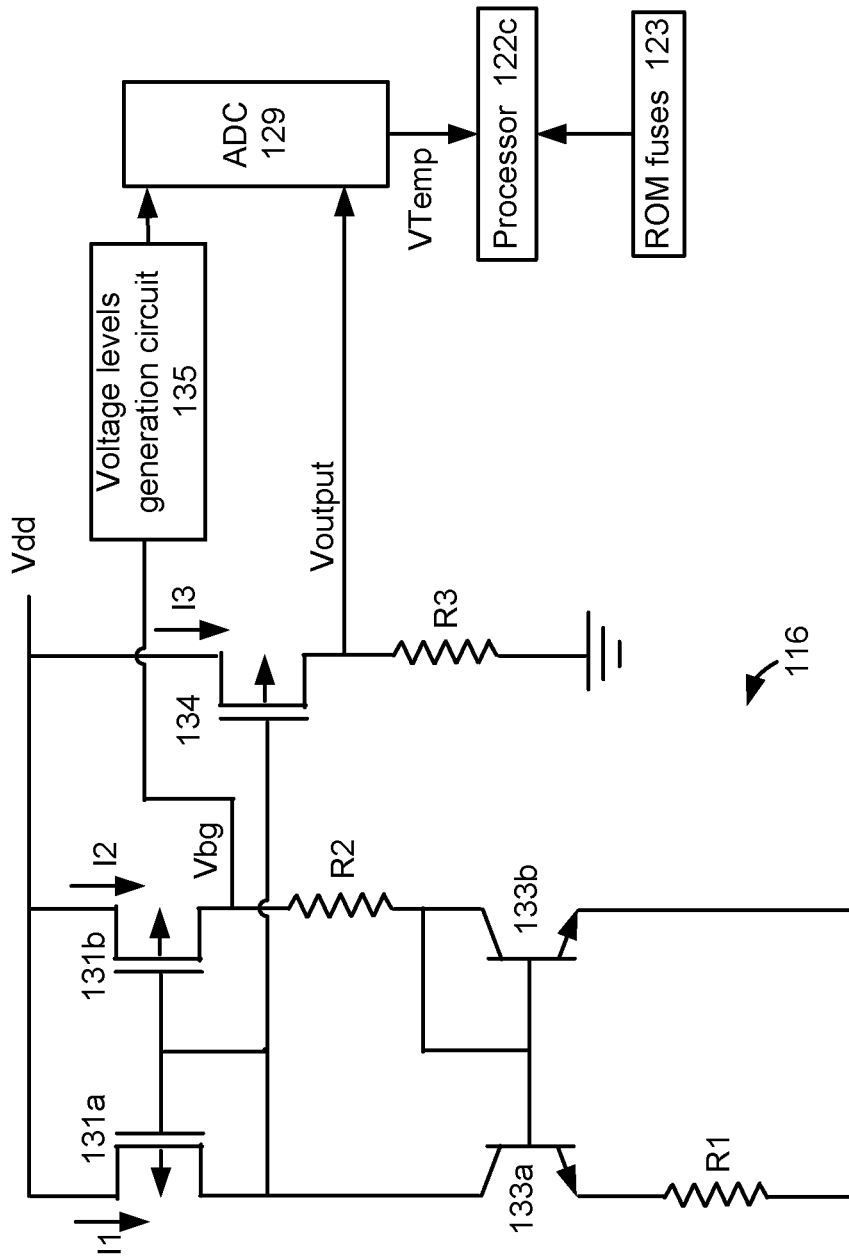 Vdd
I1
I2
I3
131a
131b
134
Vbg
Voltage levels
generation circuit
135
ADC
129
Voutput
VTemp
Processor 122c
ROM fuses 123
R2
R3
133a
133b
R1
116